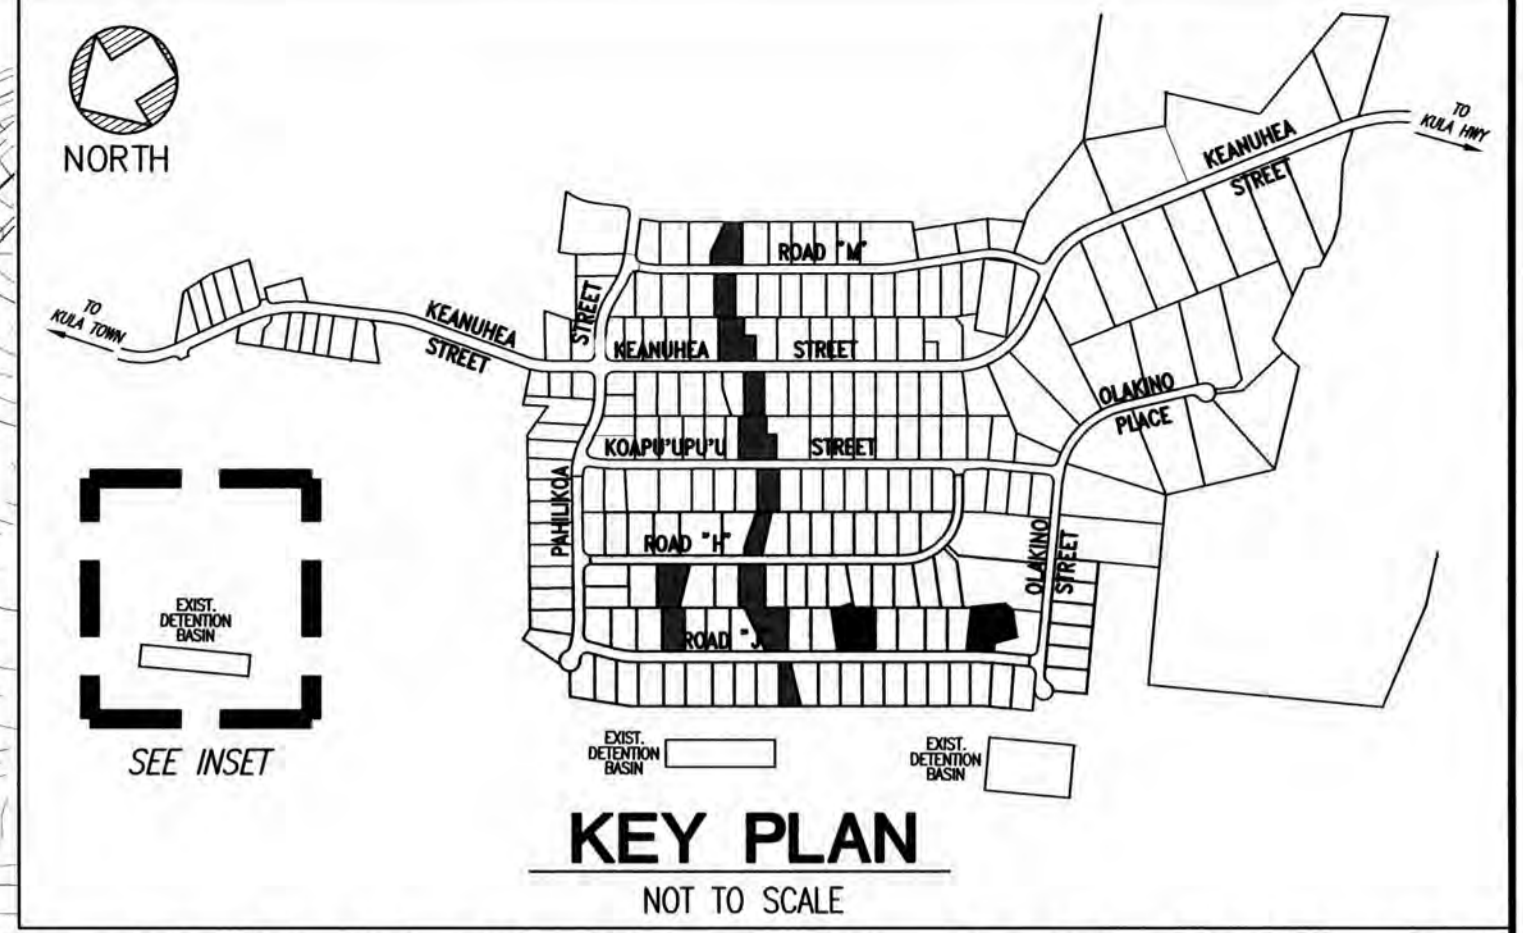 NORTH
TO
KULA HWY
KEANUHEA
STREET
ROAD "M"
TO
KULA TOWN
KEANUHEA
STREET
STREET
KEANUHEA STREET
OLAKINO
PLACE
KOAPU'UPU'U STREET
PAHILIKOA
ROAD "H"
OLAKINO
STREET
EXIST.
DETENTION
BASIN
ROAD "J"
SEE INSET
EXIST.
DETENTION
BASIN
EXIST.
DETENTION
BASIN
KEY PLAN
NOT TO SCALE